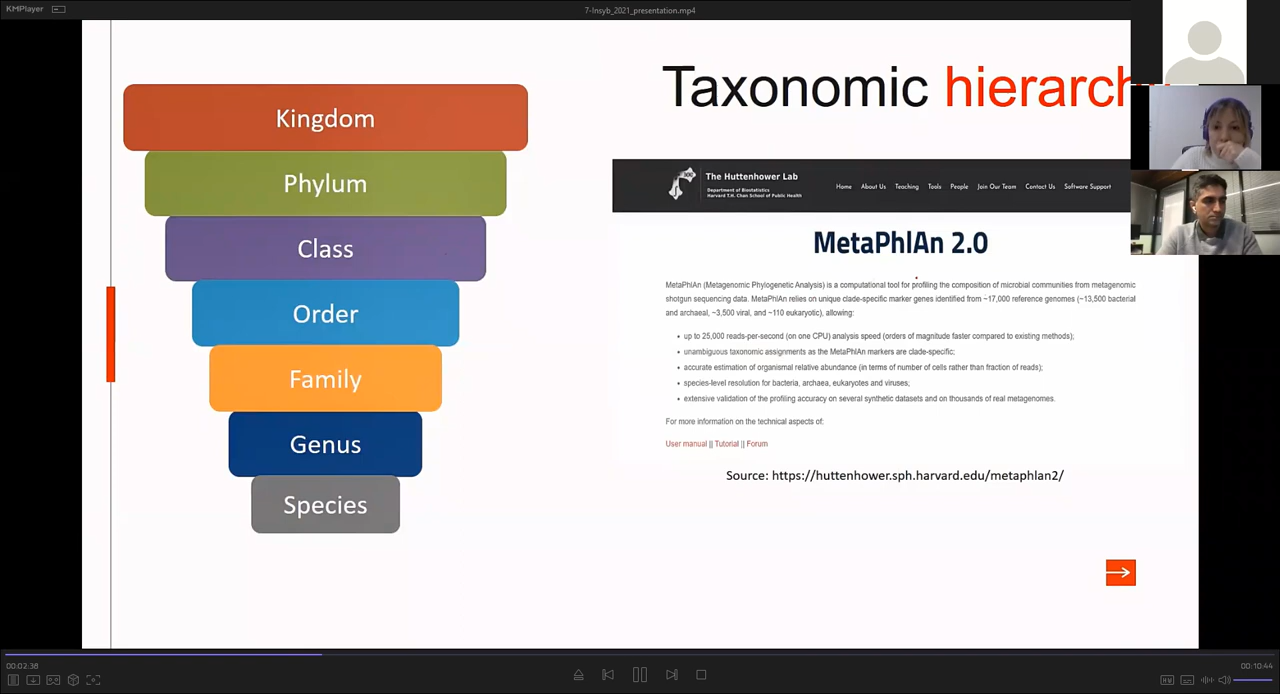 KMPlayer
7-Insyb_2021_presentation.mp4
Taxonomic hierarch
Kingdom
Phylum
Class
Order
Family
Genus
Species
The Huttenhower Lab
Department of Biostatistics
Harvard T.H. Chan School of Public Health
Home About Us Teaching Tools People Join Our Team Contact Us Software Support
MetaPhlAn 2.0
MetaPhlAn (Metagenomic Phylogenetic Analysis) is a computational tool for profiling the composition of microbial communities from metagenomic
shotgun sequencing data. MetaPhlAn relies on unique clade-specific marker genes identified from ~17,000 reference genomes (~13,500 bacterial
and archaeal, ~3,500 viral, and ~110 eukaryotic), allowing:
• up to 25,000 reads-per-second (on one CPU) analysis speed (orders of magnitude faster compared to existing methods);
• unambiguous taxonomic assignments as the MetaPhlAn markers are clade-specific;
• accurate estimation of organismal relative abundance (in terms of number of cells rather than fraction of reads);
• species-level resolution for bacteria, archaea, eukaryotes and viruses;
• extensive validation of the profiling accuracy on several synthetic datasets and on thousands of real metagenomes.
For more information on the technical aspects of:
User manual || Tutorial || Forum
Source: https://huttenhower.sph.harvard.edu/metaphlan2/
00:02:38
00:10:44